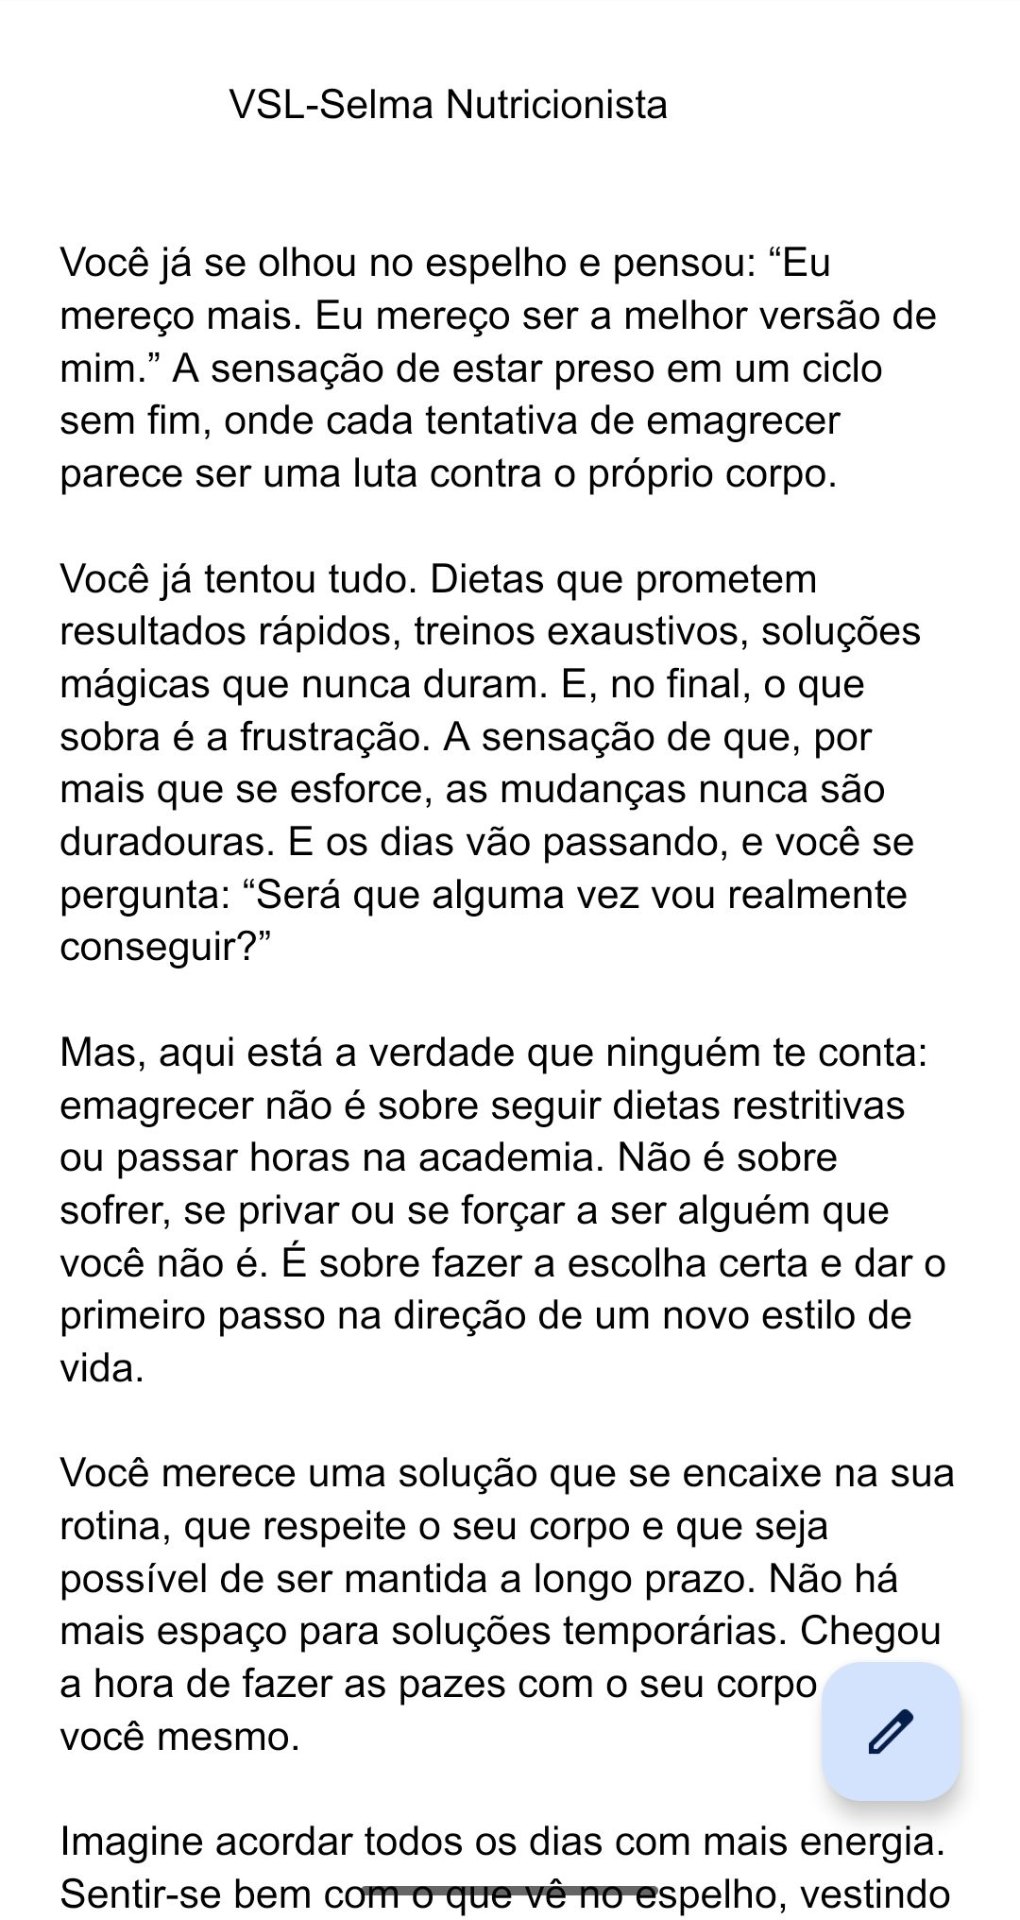 VSL-Selma Nutricionista
Você já se olhou no espelho e pensou: “Eu
mereço mais. Eu mereço ser a melhor versão de
mim.” A sensação de estar preso em um ciclo
sem fim, onde cada tentativa de emagrecer
parece ser uma luta contra o próprio corpo.
Você já tentou tudo. Dietas que prometem
resultados rápidos, treinos exaustivos, soluções
mágicas que nunca duram. E, no final, o que
sobra é a frustração. A sensação de que, por
mais que se esforce, as mudanças nunca são
duradouras. E os dias vão passando, e você se
pergunta: “Será que alguma vez vou realmente
conseguir?”
Mas, aqui está a verdade que ninguém te conta:
emagrecer não é sobre seguir dietas restritivas
ou passar horas na academia. Não é sobre
sofrer, se privar ou se forçar a ser alguém que
você não é. É sobre fazer a escolha certa e dar o
primeiro passo na direção de um novo estilo de
vida.
Você merece uma solução que se encaixe na sua
rotina, que respeite o seu corpo e que seja
possível de ser mantida a longo prazo. Não há
mais espaço para soluções temporárias. Chegou
a hora de fazer as pazes com o seu corpo
você mesmo.
Imagine acordar todos os dias com mais energia.
Sentir-se bem com o que vê no espelho, vestindo